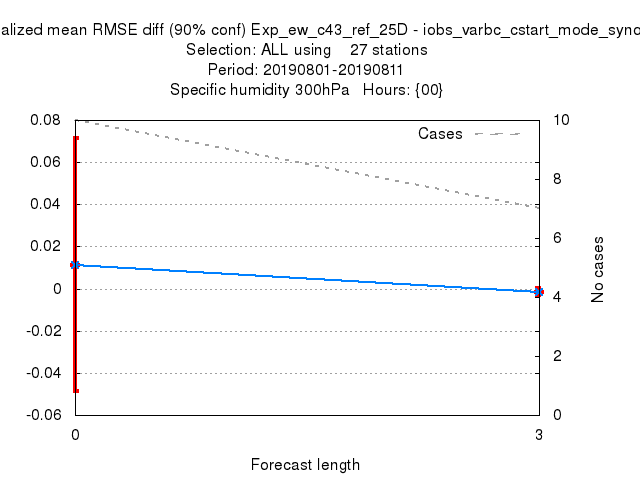 alized mean RMSE diff (90% conf) Exp_ew_c43_ref_25D - iobs_varbc_cstart_mode_syno
Selection: ALL using 27 stations
Period: 20190801-20190811
Specific humidity 300hPa Hours: {00}
0.08
0.06
0.04
0.02
0
-0.02
-0.04
-0.06
10
8
6
4
2
0
Cases
No cases
0
3
Forecast length